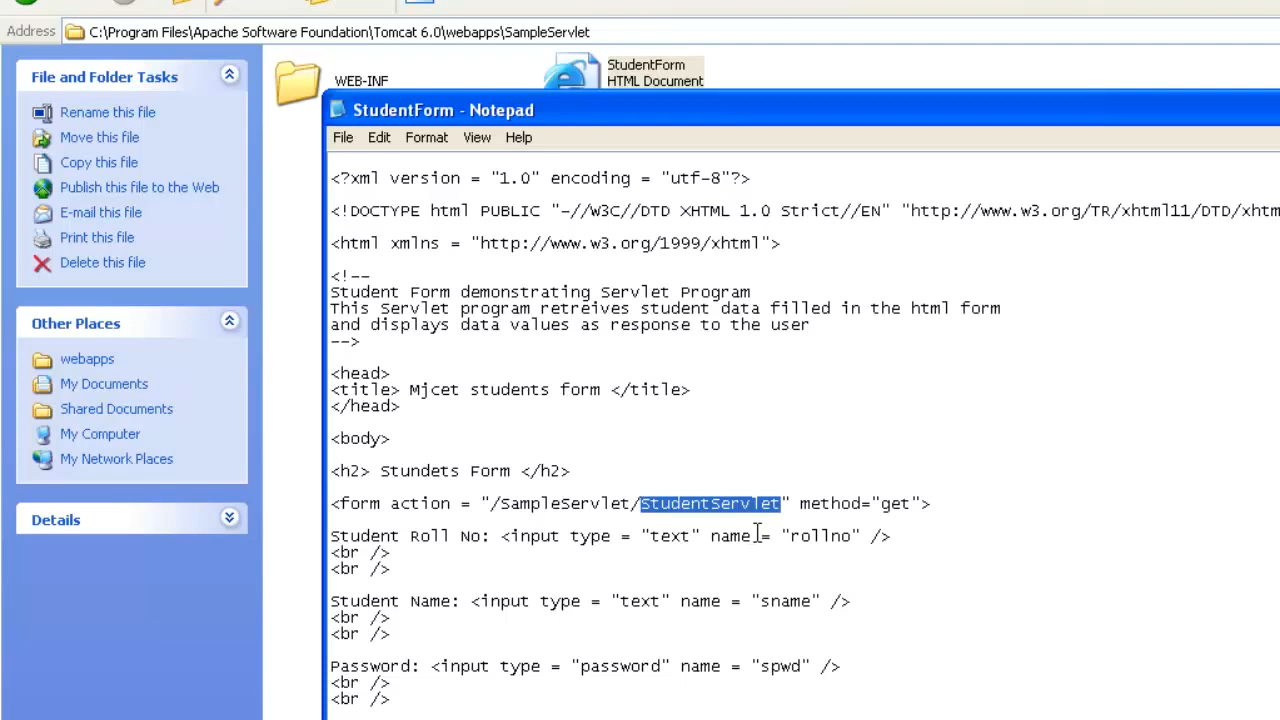 Address C:\Program Files\Apache Software Foundation\Tomcat 6.0\webapps\SampleServlet
File and Folder Tasks
Rename this file
Move this file
Copy this file
Publish this file to the Web
E-mail this file
Print this file
Delete this file
Other Places
webapps
My Documents
Shared Documents
My Computer
My Network Places
Details
WEB-INF
StudentForm
HTML Document
StudentForm - Notepad
File Edit Format View Help
<?xml version = "1.0" encoding = "utf-8"?>
<!DOCTYPE html PUBLIC "-//W3C//DTD XHTML 1.0 Strict//EN" "http://www.w3.org/TR/xhtml11/DTD/xhtm
<html xmlns = "http://www.w3.org/1999/xhtml">
<!--
Student Form demonstrating Servlet Program
This Servlet program retreives student data filled in the html form
and displays data values as response to the user
-->
<head>
<title> Mjcet students form </title>
</head>
<body>
<h2> Stundets Form </h2>
<form action = "/SampleServlet/StudentServlet" method="get">
Student Roll No: <input type = "text" name = "rollno" />
<br />
<br />
Student Name: <input type = "text" name = "sname" />
<br />
<br />
Password: <input type = "password" name = "spwd" />
<br />
<br />